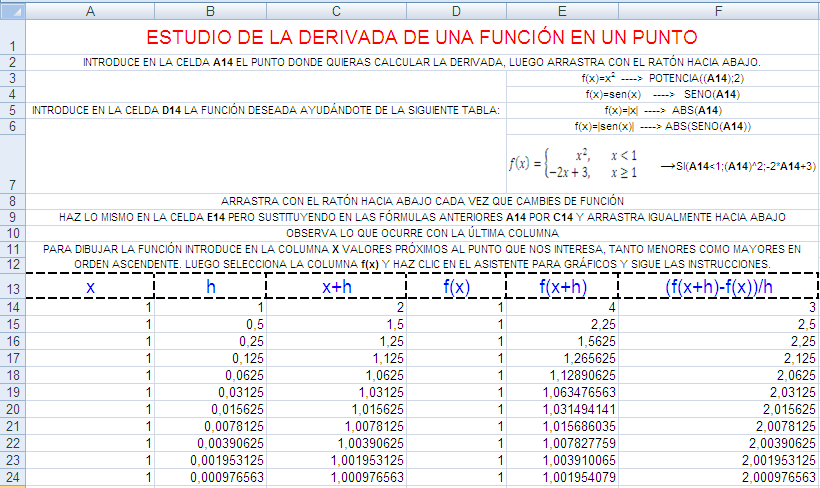 A B C D E F
1 ESTUDIO DE LA DERIVADA DE UNA FUNCIÓN EN UN PUNTO
2 INTRODUCE EN LA CELDA A14 EL PUNTO DONDE QUIERAS CALCULAR LA DERIVADA, LUEGO ARRASTRA CON EL RATÓN HACIA ABAJO.
3 f(x)=x² ----> POTENCIA((A14);2)
4 f(x)=sen(x) ----> SENO(A14)
5 INTRODUCE EN LA CELDA D14 LA FUNCIÓN DESEADA AYUDÁNDOTE DE LA SIGUIENTE TABLA: f(x)=|x| ----> ABS(A14)
6 f(x)=|sen(x)| ----> ABS(SENO(A14))
7 f(x) = { x², x < 1
−2x + 3, x ≥ 1 →SI(A14<1;(A14)^2;-2*A14+3)
8 ARRASTRA CON EL RATÓN HACIA ABAJO CADA VEZ QUE CAMBIES DE FUNCIÓN
9 HAZ LO MISMO EN LA CELDA E14 PERO SUSTITUYENDO EN LAS FÓRMULAS ANTERIORES A14 POR C14 Y ARRASTRA IGUALMENTE HACIA ABAJO
10 OBSERVA LO QUE OCURRE CON LA ÚLTIMA COLUMNA
11 PARA DIBUJAR LA FUNCIÓN INTRODUCE EN LA COLUMNA X VALORES PRÓXIMOS AL PUNTO QUE NOS INTERESA, TANTO MENORES COMO MAYORES EN
12 ORDEN ASCENDENTE. LUEGO SELECCIONA LA COLUMNA f(x) Y HAZ CLIC EN EL ASISTENTE PARA GRÁFICOS Y SIGUE LAS INSTRUCCIONES.
13 x h x+h f(x) f(x+h) (f(x+h)-f(x))/h
14 1 1 2 1 4 3
15 1 0,5 1,5 1 2,25 2,5
16 1 0,25 1,25 1 1,5625 2,25
17 1 0,125 1,125 1 1,265625 2,125
18 1 0,0625 1,0625 1 1,12890625 2,0625
19 1 0,03125 1,03125 1 1,063476563 2,03125
20 1 0,015625 1,015625 1 1,031494141 2,015625
21 1 0,0078125 1,0078125 1 1,015686035 2,0078125
22 1 0,00390625 1,00390625 1 1,007827759 2,00390625
23 1 0,001953125 1,001953125 1 1,003910065 2,001953125
24 1 0,000976563 1,000976563 1 1,001954079 2,000976563